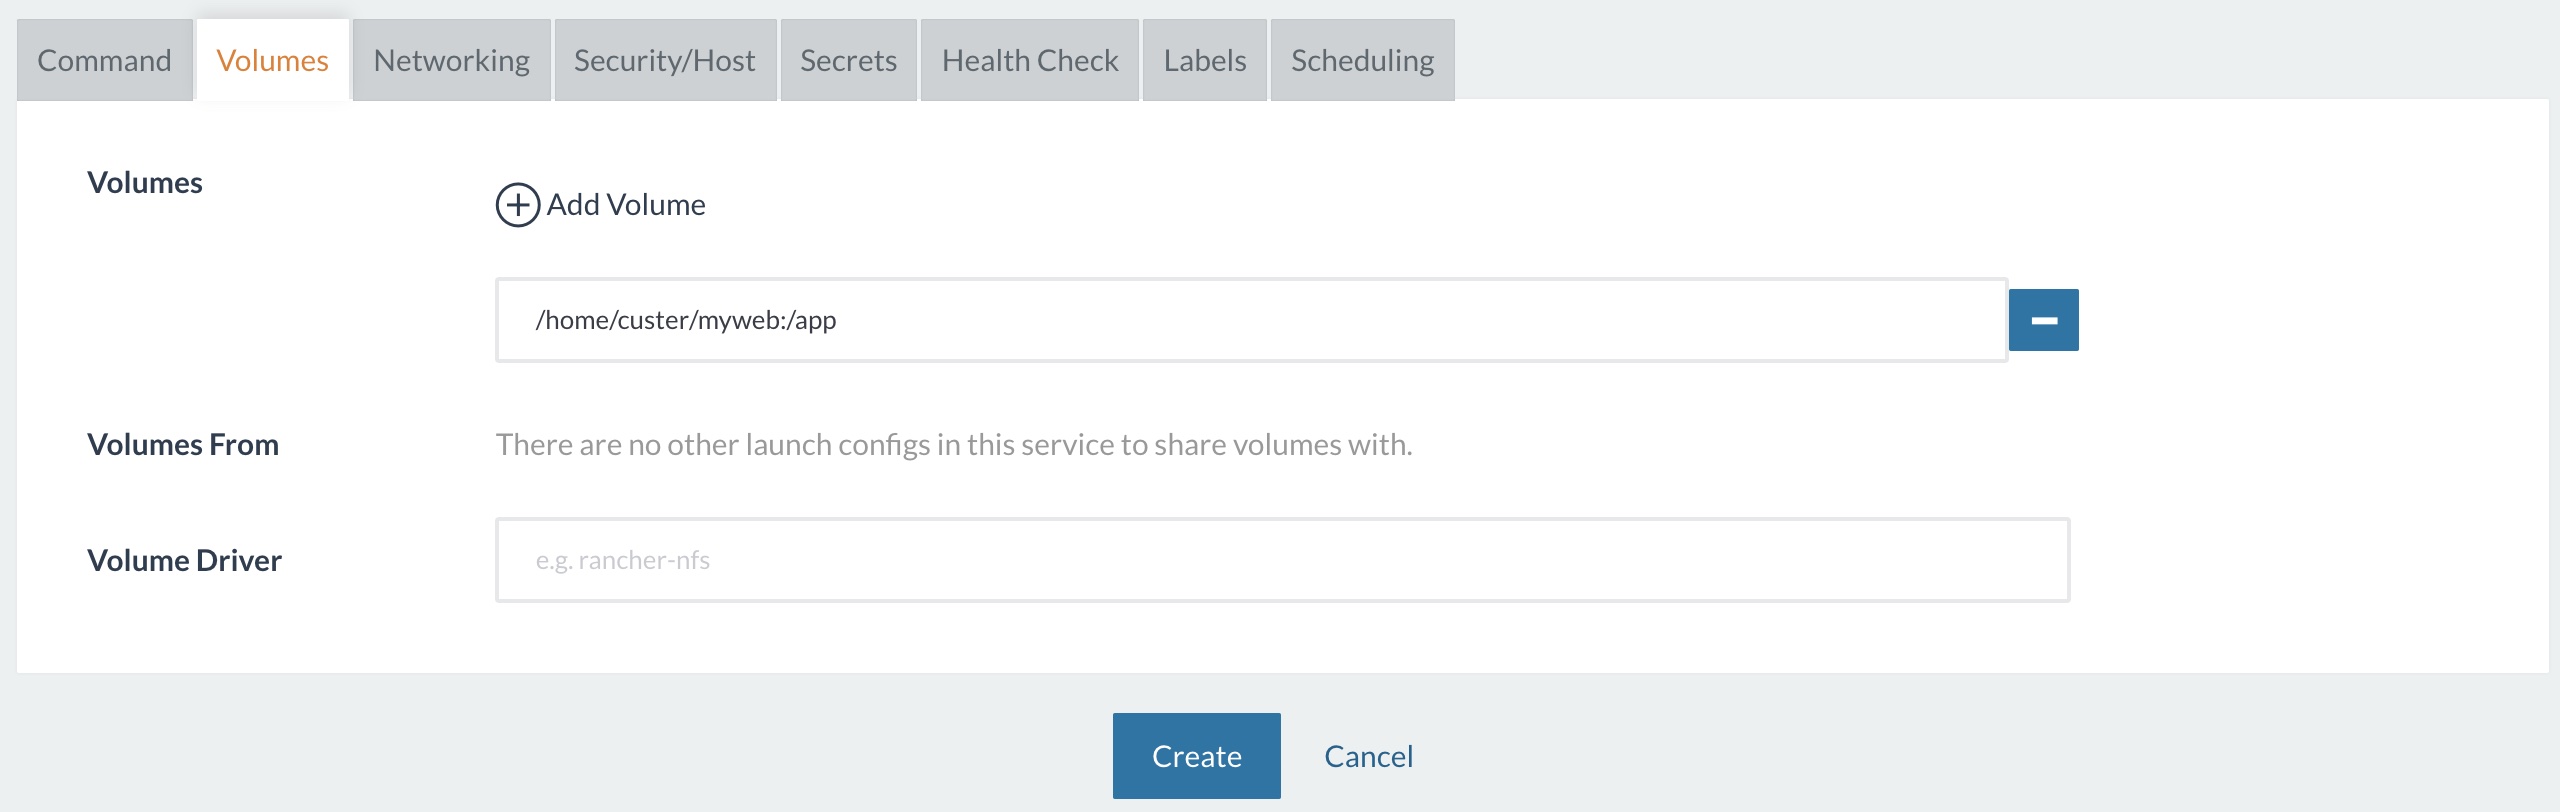 Command Volumes Networking Security/Host Secrets Health Check Labels Scheduling
Volumes
Add Volume
/home/custer/myweb:/app
Volumes From There are no other launch configs in this service to share volumes with.
Volume Driver e.g. rancher-nfs
Create Cancel